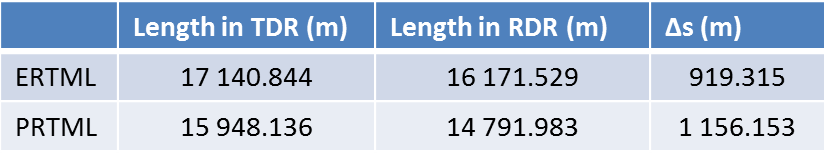 Length in TDR (m) Length in RDR (m) Δs (m)
ERTML 17 140.844 16 171.529 919.315
PRTML 15 948.136 14 791.983 1 156.153